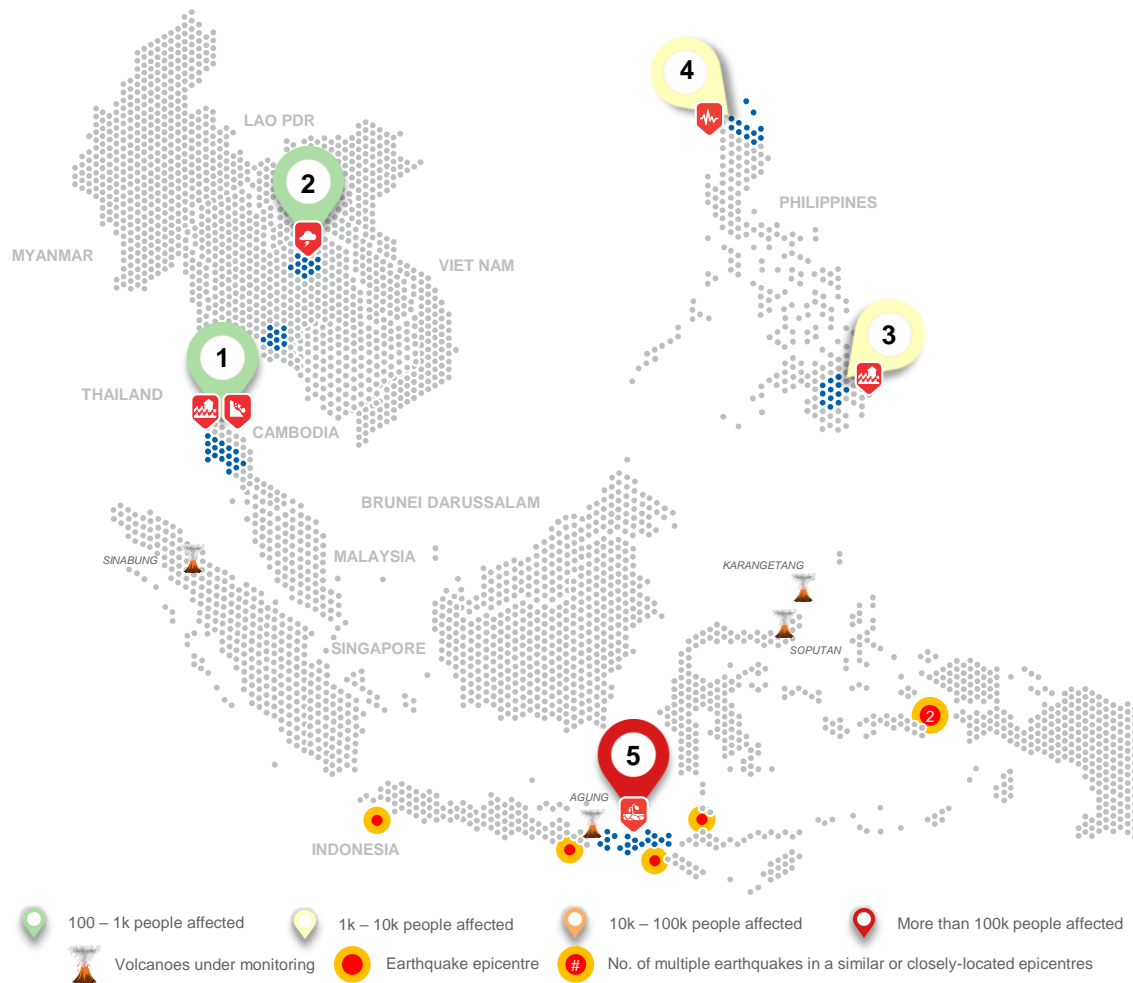 4
LAO PDR
2
PHILIPPINES
MYANMAR
VIET NAM
3
1
THAILAND
CAMBODIA
BRUNEI DARUSSALAM
MALAYSIA
SINABUNG
KARANGETANG
SINGAPORE
SOPUTAN
2
5
AGUNG
INDONESIA
100 – 1k people affected
1k – 10k people affected
10k – 100k people affected
More than 100k people affected
Volcanoes under monitoring
Earthquake epicentre
# No. of multiple earthquakes in a similar or closely-located epicentres